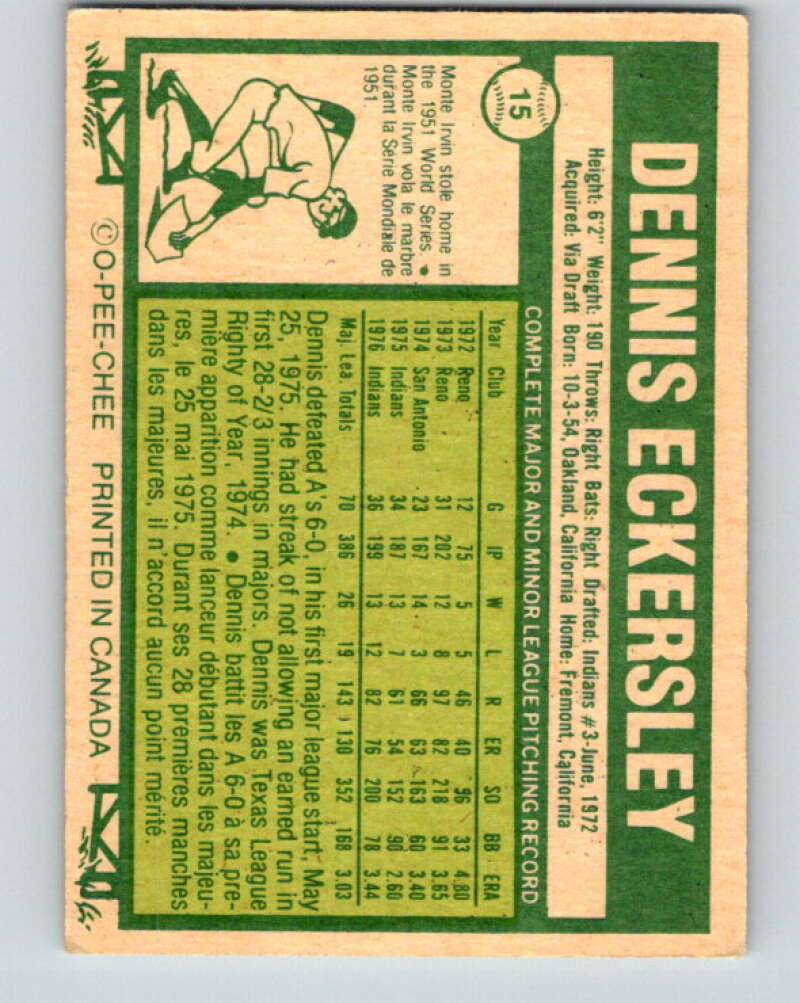 15
DENNIS ECKERSLEY
Height: 6'2" Weight: 190 Throws: Right Bats: Right Drafted: Indians #3-June, 1972
Acquired: Via Draft Born: 10-3-54, Oakland, California Home: Fremont, California
Monte Irvin stole home in
the 1951 World Series. •
Monte Irvin vola le marbre
durant la Série Mondiale de
1951.
COMPLETE MAJOR AND MINOR LEAGUE PITCHING RECORD
Year Club G IP W L R ER SO BB ERA
1972 Reno 12 75 5 5 46 40 96 33 4.80
1973 Reno 31 202 12 8 97 82 218 91 3.65
1974 San Antonio 23 167 14 3 66 63 163 60 3.40
1975 Indians 34 187 13 7 61 54 152 90 2.60
1976 Indians 36 199 13 12 82 76 200 78 3.44
Maj. Lea. Totals 70 386 26 19 143 130 352 168 3.03
Dennis defeated A's 6-0, in his first major league start, May
25, 1975. He had streak of not allowing an earned run in
first 28-2/3 innings in majors. Dennis was Texas League
Righty of Year, 1974. • Dennis battit les A 6-0 à sa pre-
mière apparition comme lanceur débutant dans les majeu-
res, le 25 mai 1975. Durant ses 28 premières manches
dans les majeures, il n'accord aucun point mérité.
© O-PEE-CHEE PRINTED IN CANADA